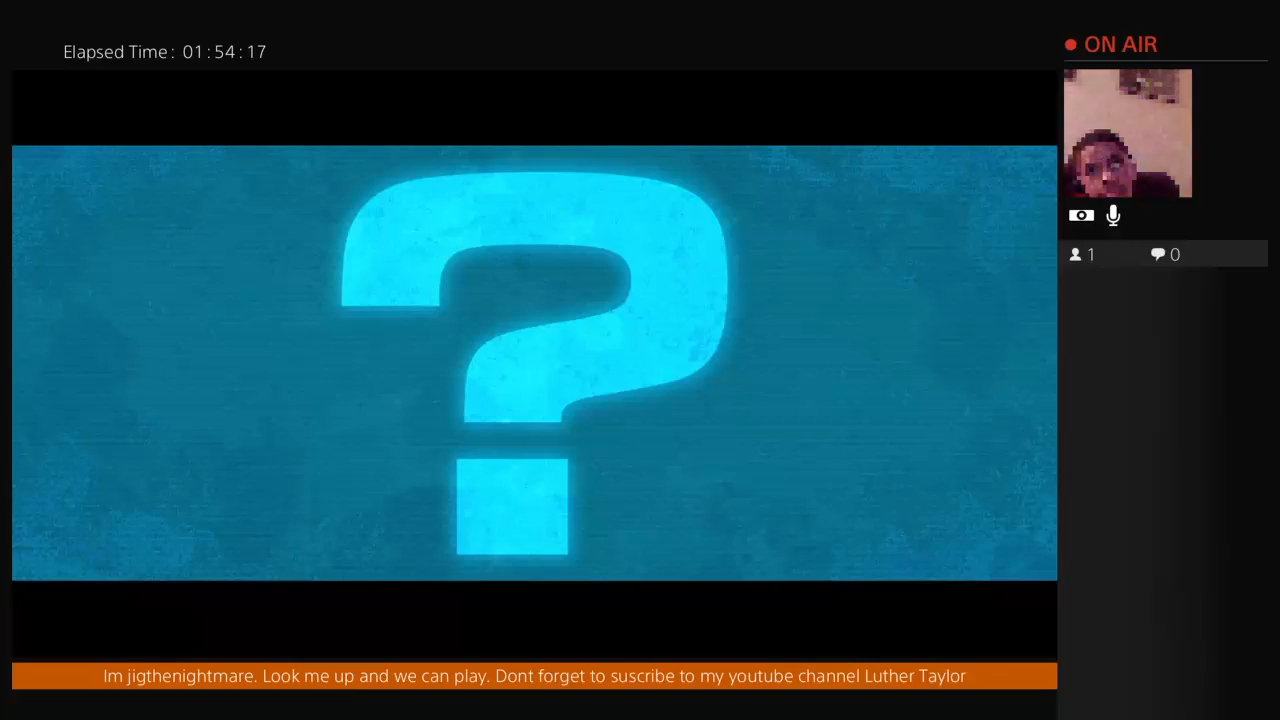 Elapsed Time: 01:54:17
ON AIR
?
1 0
Im jigthenightmare. Look me up and we can play. Dont forget to suscribe to my youtube channel Luther Taylor